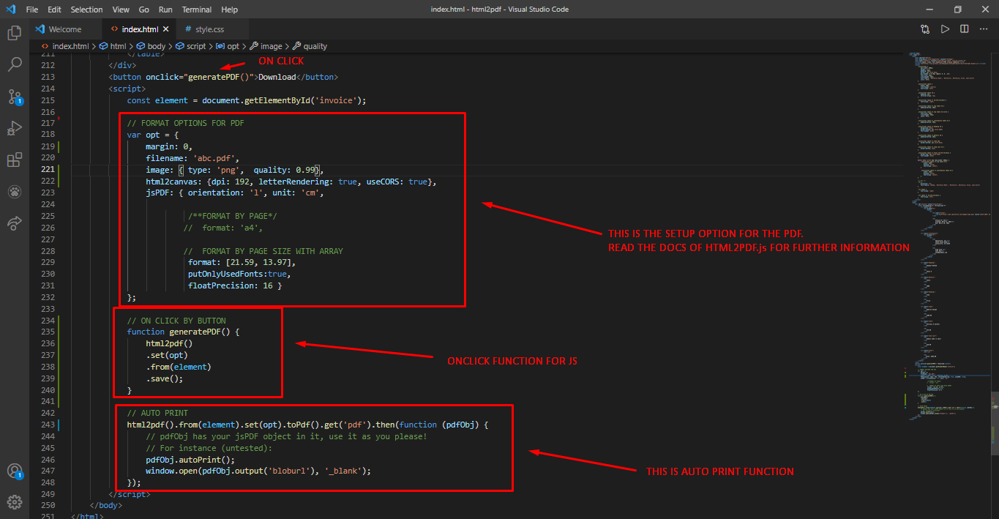 File Edit Selection View Go Run Terminal Help
index.html - html2pdf - Visual Studio Code
Welcome
<> index.html ×
# style.css
<> index.html > html > body > script > opt > image > quality
211 </table>
212 </div>
ON CLICK
213 <button onclick="generatePDF()">Download</button>
214 <script>
215 const element = document.getElementById('invoice');
216
217 // FORMAT OPTIONS FOR PDF
218 var opt = {
219 margin: 0,
220 filename: 'abc.pdf',
221 image: { type: 'png', quality: 0.99},
222 html2canvas: {dpi: 192, letterRendering: true, useCORS: true},
223 jsPDF: { orientation: 'l', unit: 'cm',
224
225 /**FORMAT BY PAGE*/
226 // format: 'a4',
227
228 // FORMAT BY PAGE SIZE WITH ARRAY
229 format: [21.59, 13.97],
230 putOnlyUsedFonts:true,
231 floatPrecision: 16 }
232 };
THIS IS THE SETUP OPTION FOR THE PDF.
READ THE DOCS OF HTML2PDF.js FOR FURTHER INFORMATION
233
234 // ON CLICK BY BUTTON
235 function generatePDF() {
236 html2pdf()
237 .set(opt)
238 .from(element)
239 .save();
240 }
241
ONCLICK FUNCTION FOR JS
242 // AUTO PRINT
243 html2pdf().from(element).set(opt).toPdf().get('pdf').then(function (pdfObj) {
244 // pdfObj has your jsPDF object in it, use it as you please!
245 // For instance (untested):
246 pdfObj.autoPrint();
247 window.open(pdfObj.output('bloburl'), '_blank');
248 });
THIS IS AUTO PRINT FUNCTION
249 </script>
250 </body>
251 </html>
1
1